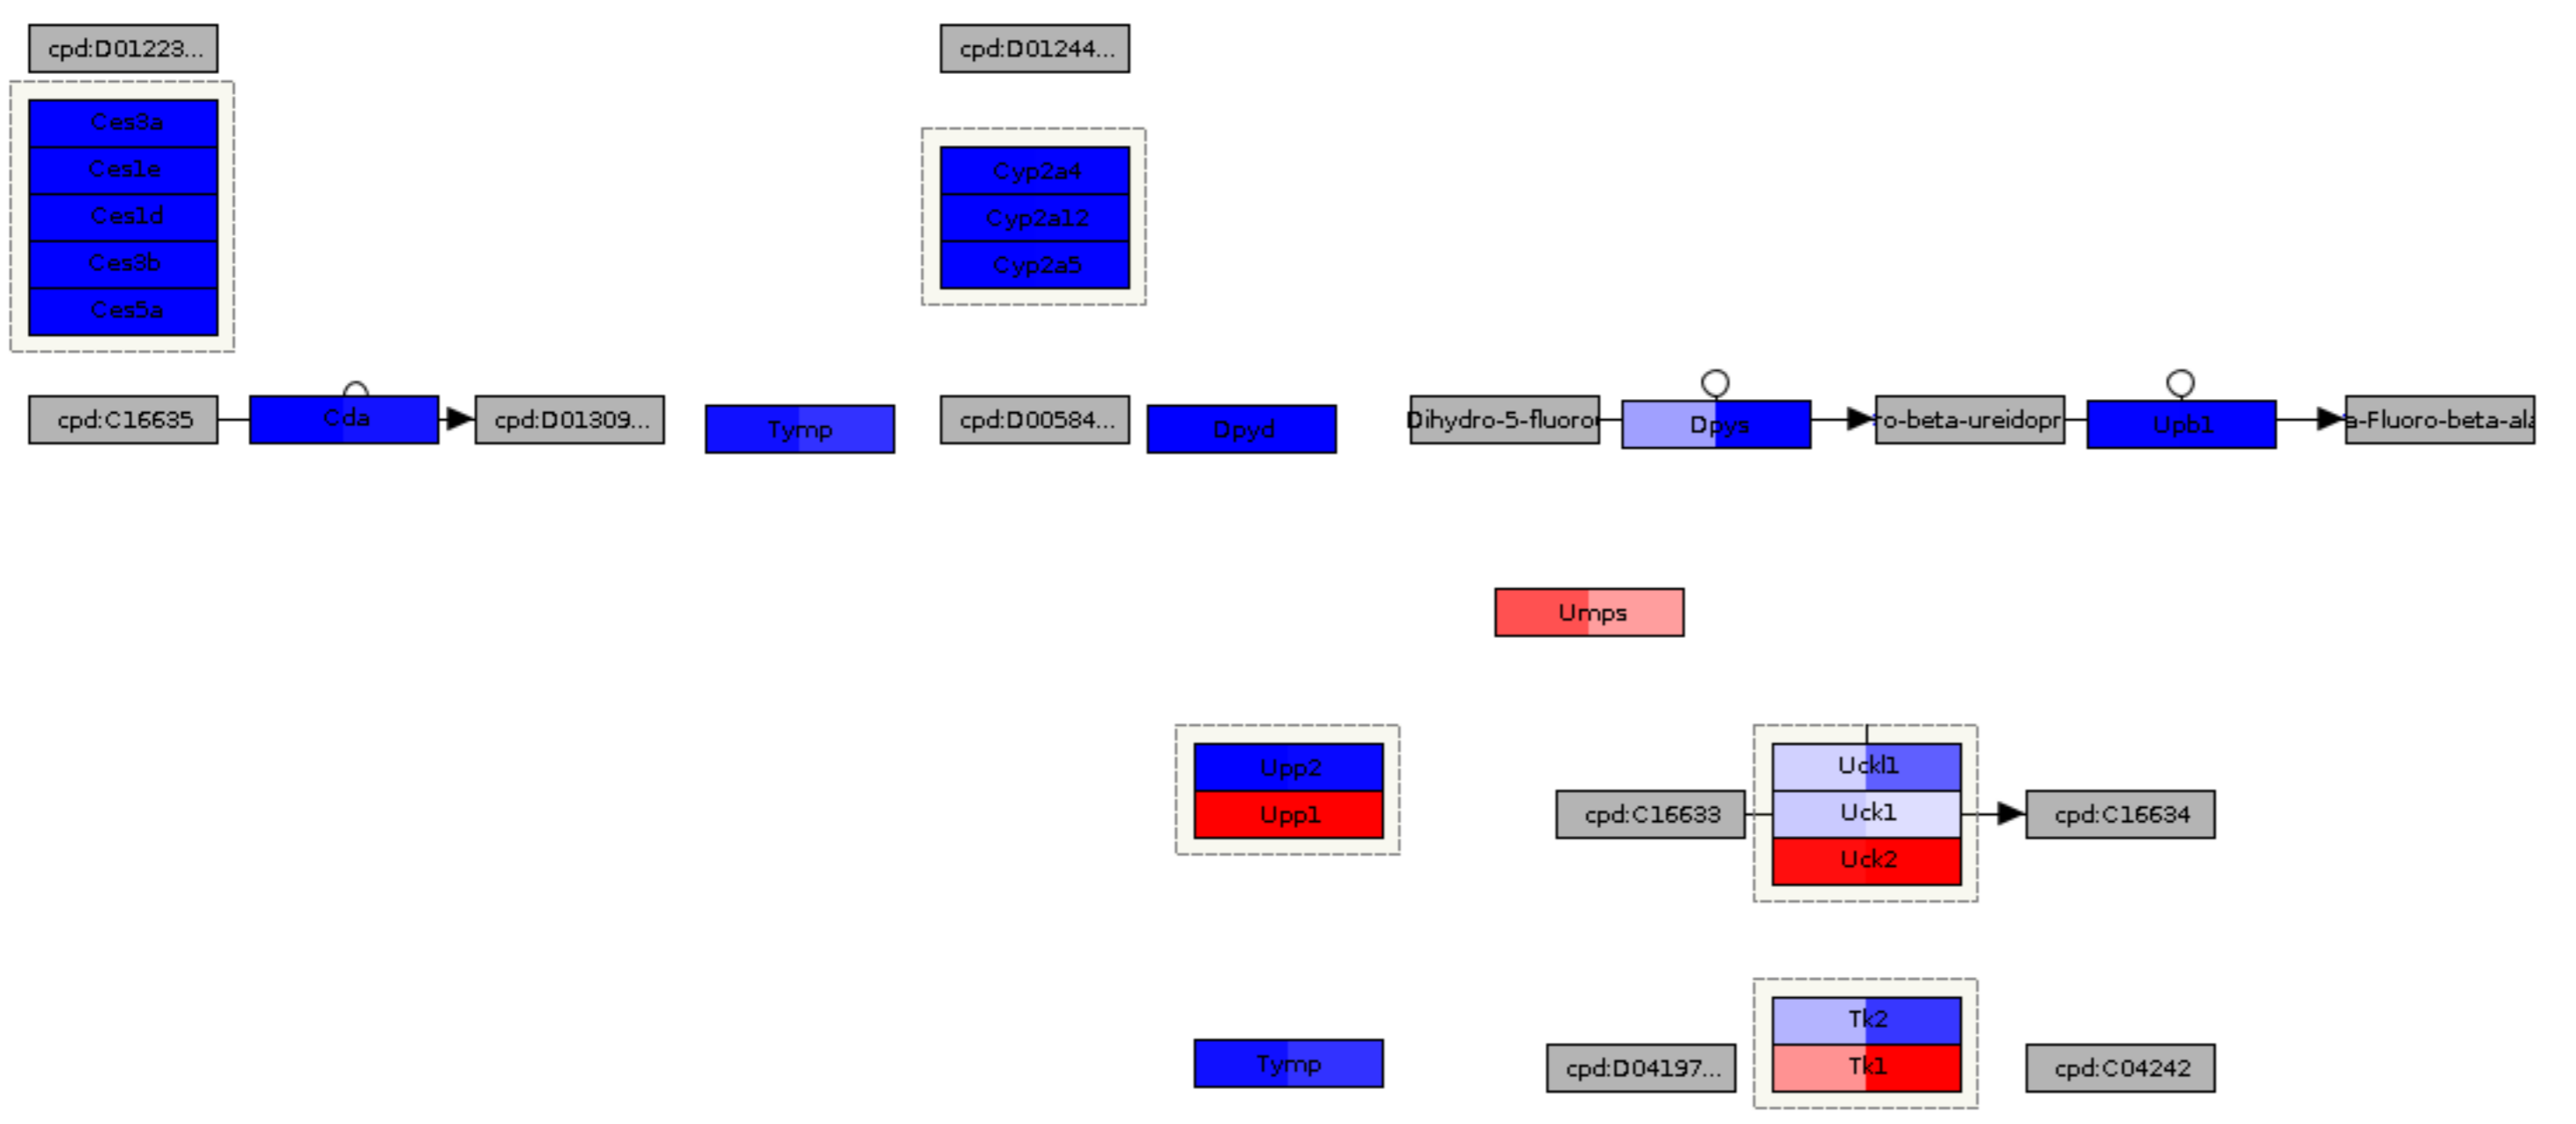 cpd:D01223...
cpd:D01244...
Ces3a
Ces1e
Ces1d
Ces3b
Ces5a
Cyp2a4
Cyp2a12
Cyp2a5
cpd:C16635
Cda
cpd:D01309...
Tymp
cpd:D00584...
Dpyd
Dihydro-5-fluoro
Dpys
o-beta-ureidopr
Upb1
a-Fluoro-beta-ala
Umps
Upp2
Upp1
cpd:C16633
Uckl1
Uck1
Uck2
cpd:C16634
Tymp
cpd:D04197...
Tk2
Tk1
cpd:C04242